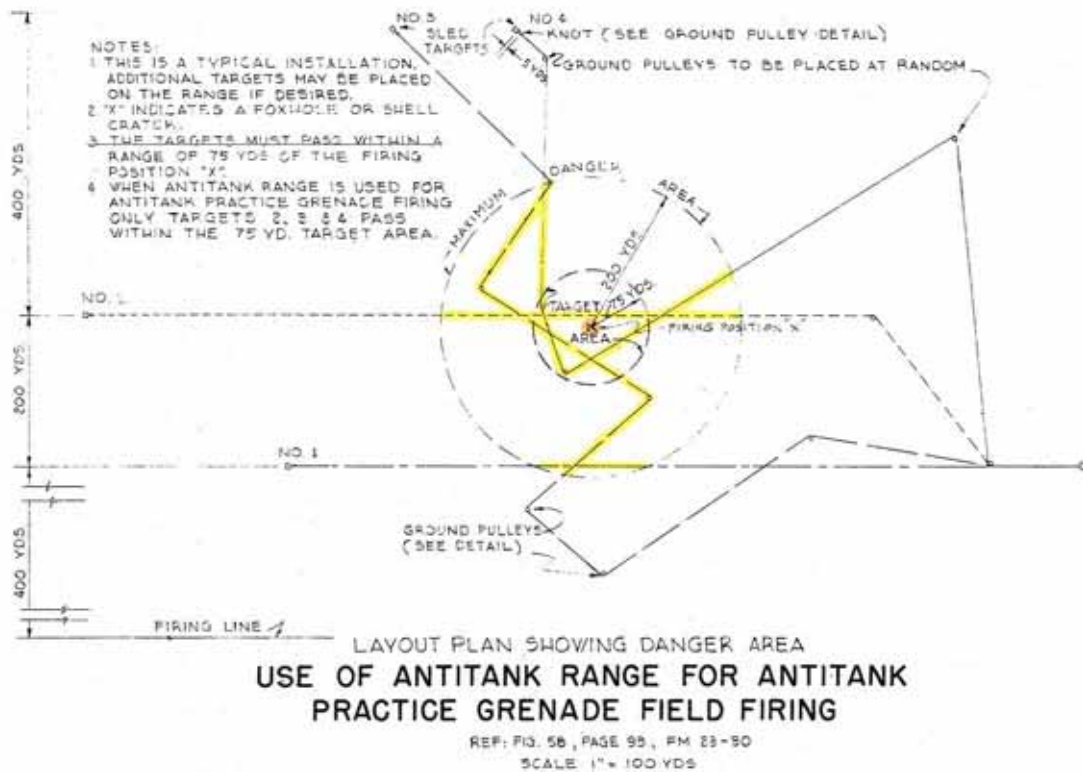 NO. 3
SLED
TARGETS
NO. 4
KNOT (SEE GROUND PULLEY DETAIL)
5 YDS
GROUND PULLEYS TO BE PLACED AT RANDOM
NOTES:
1 THIS IS A TYPICAL INSTALLATION,
ADDITIONAL TARGETS MAY BE PLACED
ON THE RANGE IF DESIRED.
2 "X" INDICATES A FOXHOLE OR SHELL
CRATER.
3 THE TARGETS MUST PASS WITHIN A
RANGE OF 75 YDS OF THE FIRING
POSITION "X".
4 WHEN ANTITANK RANGE IS USED FOR
ANTITANK PRACTICE GRENADE FIRING
ONLY TARGETS 2, 3 & 4 PASS
WITHIN THE 75 YD. TARGET AREA.
400 YDS
MAXIMUM
DANGER
AREA
200 YDS.
NO. 2
TARGET
75 YDS.
FIRING POSITION "X"
AREA
200 YDS
NO. 1
GROUND PULLEYS
(SEE DETAIL)
400 YDS
FIRING LINE
LAYOUT PLAN SHOWING DANGER AREA
USE OF ANTITANK RANGE FOR ANTITANK
PRACTICE GRENADE FIELD FIRING
REF: FIG. 58, PAGE 95, FM 23-30
SCALE 1" = 100 YDS